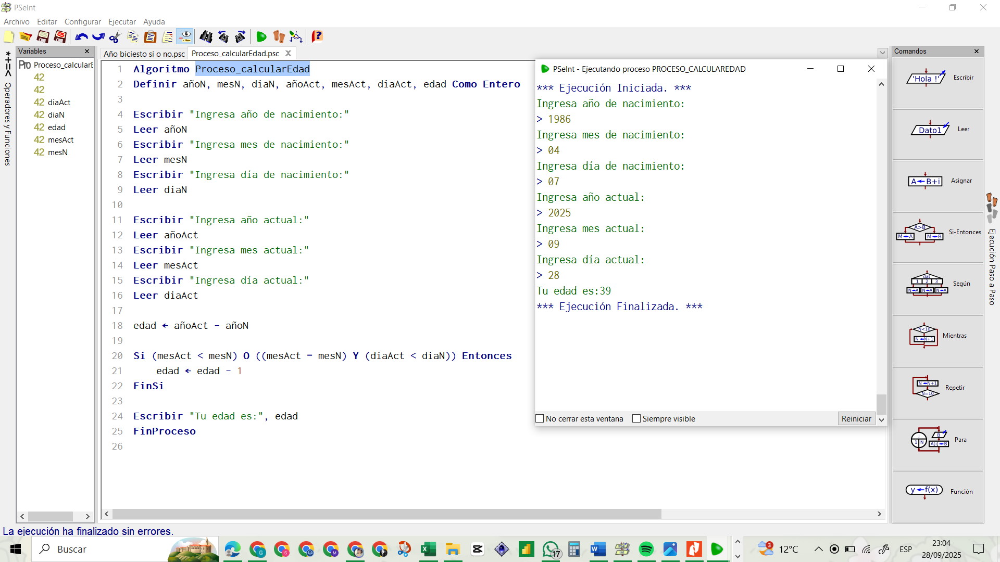 PSeInt
Archivo Editar Configurar Ejecutar Ayuda
Variables
Proceso_calcularE
42
42
42 diaAct
42 diaN
42 edad
42 mesAct
42 mesN
*+=<
Operadores y Funciones
Año biciesto si o no.psc
Proceso_calcularEdad.psc
1 Algoritmo Proceso_calcularEdad
2 Definir añoN, mesN, diaN, añoAct, mesAct, diaAct, edad Como Entero
3
4 Escribir "Ingresa año de nacimiento:"
5 Leer añoN
6 Escribir "Ingresa mes de nacimiento:"
7 Leer mesN
8 Escribir "Ingresa día de nacimiento:"
9 Leer diaN
10
11 Escribir "Ingresa año actual:"
12 Leer añoAct
13 Escribir "Ingresa mes actual:"
14 Leer mesAct
15 Escribir "Ingresa día actual:"
16 Leer diaAct
17
18 edad ← añoAct - añoN
19
20 Si (mesAct < mesN) O ((mesAct = mesN) Y (diaAct < diaN)) Entonces
21 edad ← edad - 1
22 FinSi
23
24 Escribir "Tu edad es:", edad
25 FinProceso
26
PSeInt - Ejecutando proceso PROCESO_CALCULAREDAD
*** Ejecución Iniciada. ***
Ingresa año de nacimiento:
> 1986
Ingresa mes de nacimiento:
> 04
Ingresa día de nacimiento:
> 07
Ingresa año actual:
> 2025
Ingresa mes actual:
> 09
Ingresa día actual:
> 28
Tu edad es:39
*** Ejecución Finalizada. ***
No cerrar esta ventana
Siempre visible
Reiniciar
Comandos
'Hola !' Escribir
Dato1 Leer
A←B+i Asignar
A>B
M←A M←B
Si-Entonces
dat
1 2 3
N←A N←A N←A
Según
N<10
N←N+1
Mientras
N←N+1
N=10
Repetir
B
1 N
A[i]←B
Para
y←f(x) Función
Ejecución Paso a Paso
La ejecución ha finalizado sin errores.
Buscar
17
3
12°C
ESP
23:04
28/09/2025